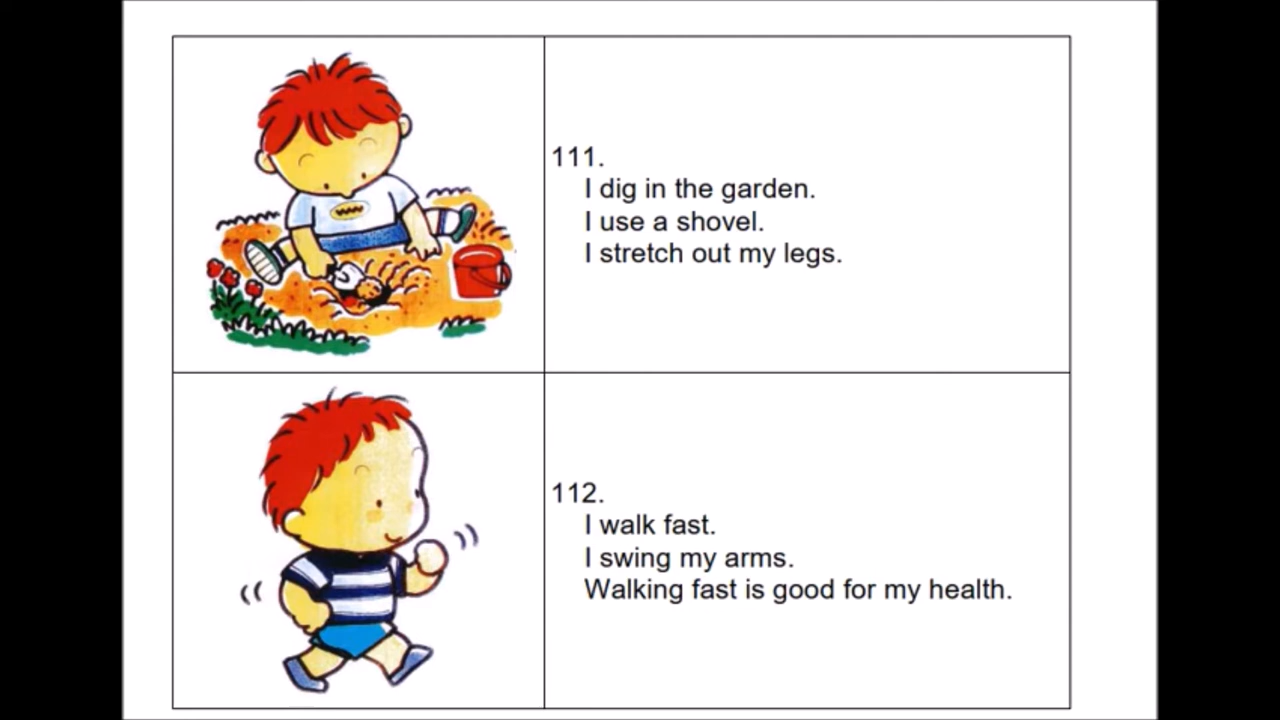 111.
I dig in the garden.
I use a shovel.
I stretch out my legs.
112.
I walk fast.
I swing my arms.
Walking fast is good for my health.